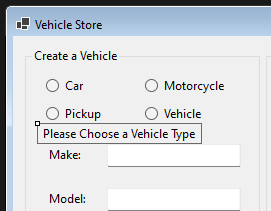 Vehicle Store
Create a Vehicle
Car Motorcycle
Pickup Vehicle
Please Choose a Vehicle Type
Make:
Model: